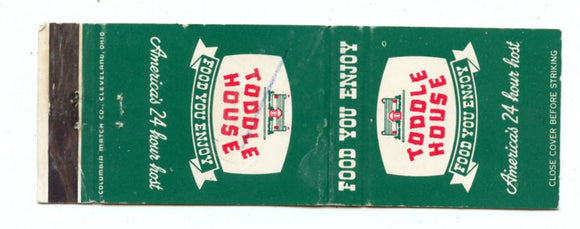 TODDLE
HOUSE
FOOD YOU ENJOY
America's 24 hour host
CLOSE COVER BEFORE STRIKING
FOOD YOU ENJOY
TODDLE
HOUSE
FOOD YOU ENJOY
America's 24 hour host
COLUMBIA MATCH CO., CLEVELAND, OHIO